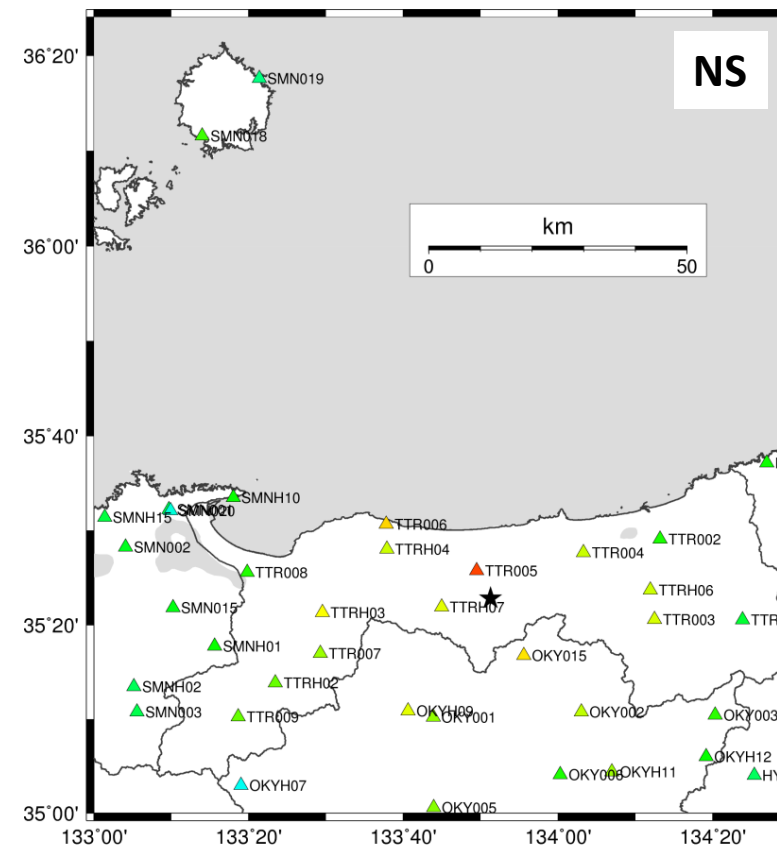 NS
36°20'
SMN019
SMN018
km
36°00'
0 50
35°40'
SMNH10
SMNH15
SMN020
TTR006
SMN002
TTRH04
TTR004
TTR002
TTR008
TTR005
TTRH06
SMN015
TTRH03
TTRH07
TTR003
TTR
35°20'
SMNH01
TTR007
OKY015
SMNH02
TTRH02
SMN003
TTR009
OKYH09
OKY001
OKY002
OKY003
OKYH12
OKYH07
OKY006
OKYH11
HY
35°00'
OKY005
133°00' 133°20' 133°40' 134°00' 134°20'